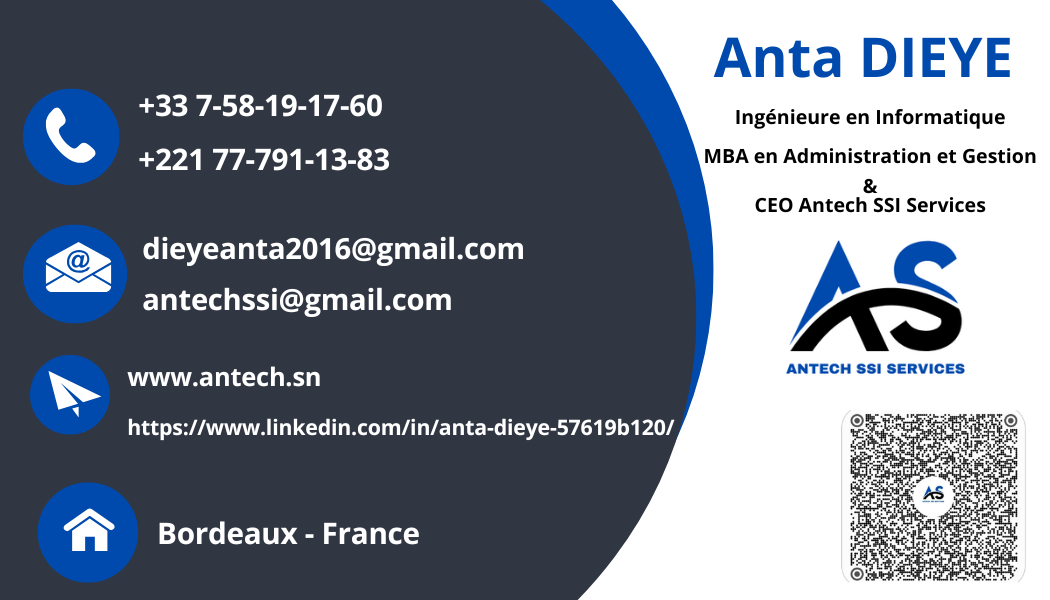 +33 7-58-19-17-60
+221 77-791-13-83
@
dieyeanta2016@gmail.com
antechssi@gmail.com
www.antech.sn
https://www.linkedin.com/in/anta-dieye-57619b120/
Bordeaux - France
Anta DIEYE
Ingénieure en Informatique
MBA en Administration et Gestion
&
CEO Antech SSI Services
AS
ANTECH SSI SERVICES
AS